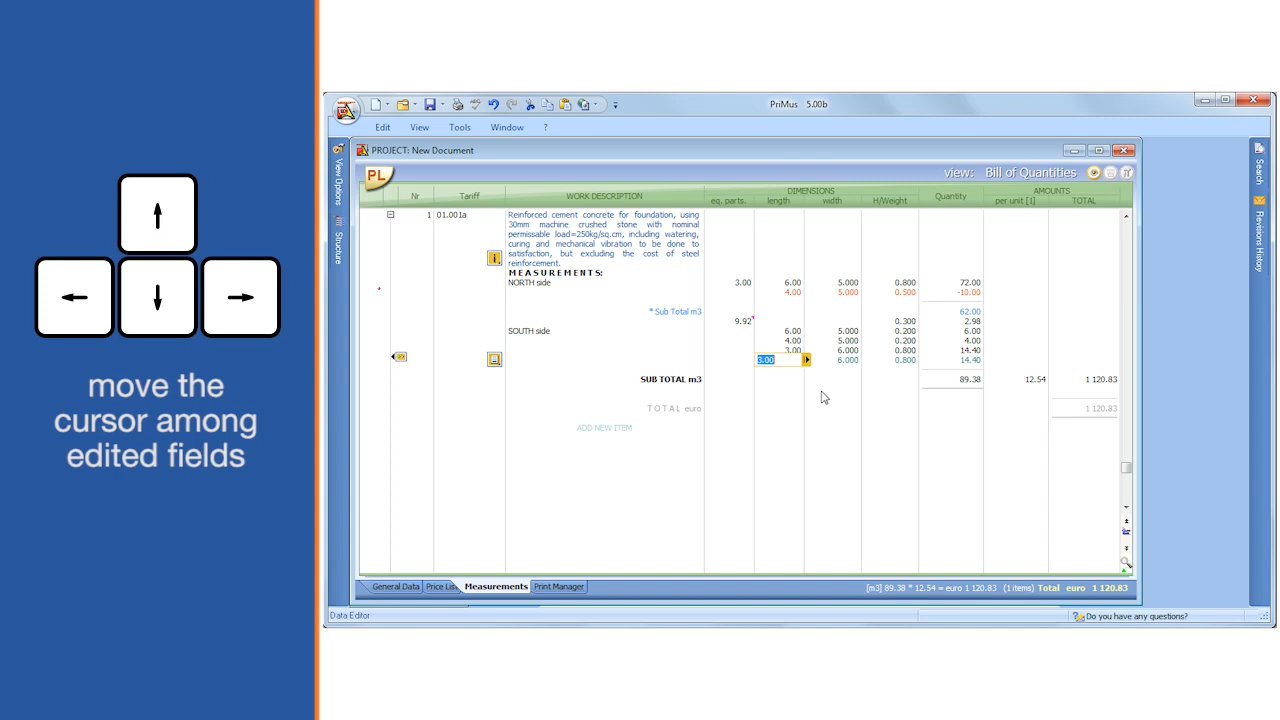 move the
cursor among
edited fields
PriMus 5.00b
Edit View Tools Window ?
PROJECT: New Document
View Options
Structure
Search
Revisions History
PL
view: Bill of Quantities
Nr Tariff WORK DESCRIPTION DIMENSIONS Quantity AMOUNTS
eq. parts. length width H/Weight per unit [1] TOTAL
1 01.001a Reinforced cement concrete for foundation, using
30mm machine crushed stone with nominal
permissable load=250kg/sq.cm, including watering,
curing and mechanical vibration to be done to
satisfaction, but excluding the cost of steel
reinforcement.
MEASUREMENTS:
NORTH side 3.00 6.00 5.000 0.800 72.00
4.00 5.000 0.500 -10.00
* Sub Total m3 62.00
9.92 0.300 2.98
SOUTH side 6.00 5.000 0.200 6.00
4.00 5.000 0.200 4.00
3.00 6.000 0.800 14.40
3.00 6.000 0.800 14.40
SUB TOTAL m3 89.38 12.54 1 120.83
TOTAL euro 1 120.83
ADD NEW ITEM
General Data Price Lis Measurements Print Manager [m3] 89.38 * 12.54 = euro 1 120.83 (1 items) Total euro 1 120.83
Data Editor Do you have any questions?